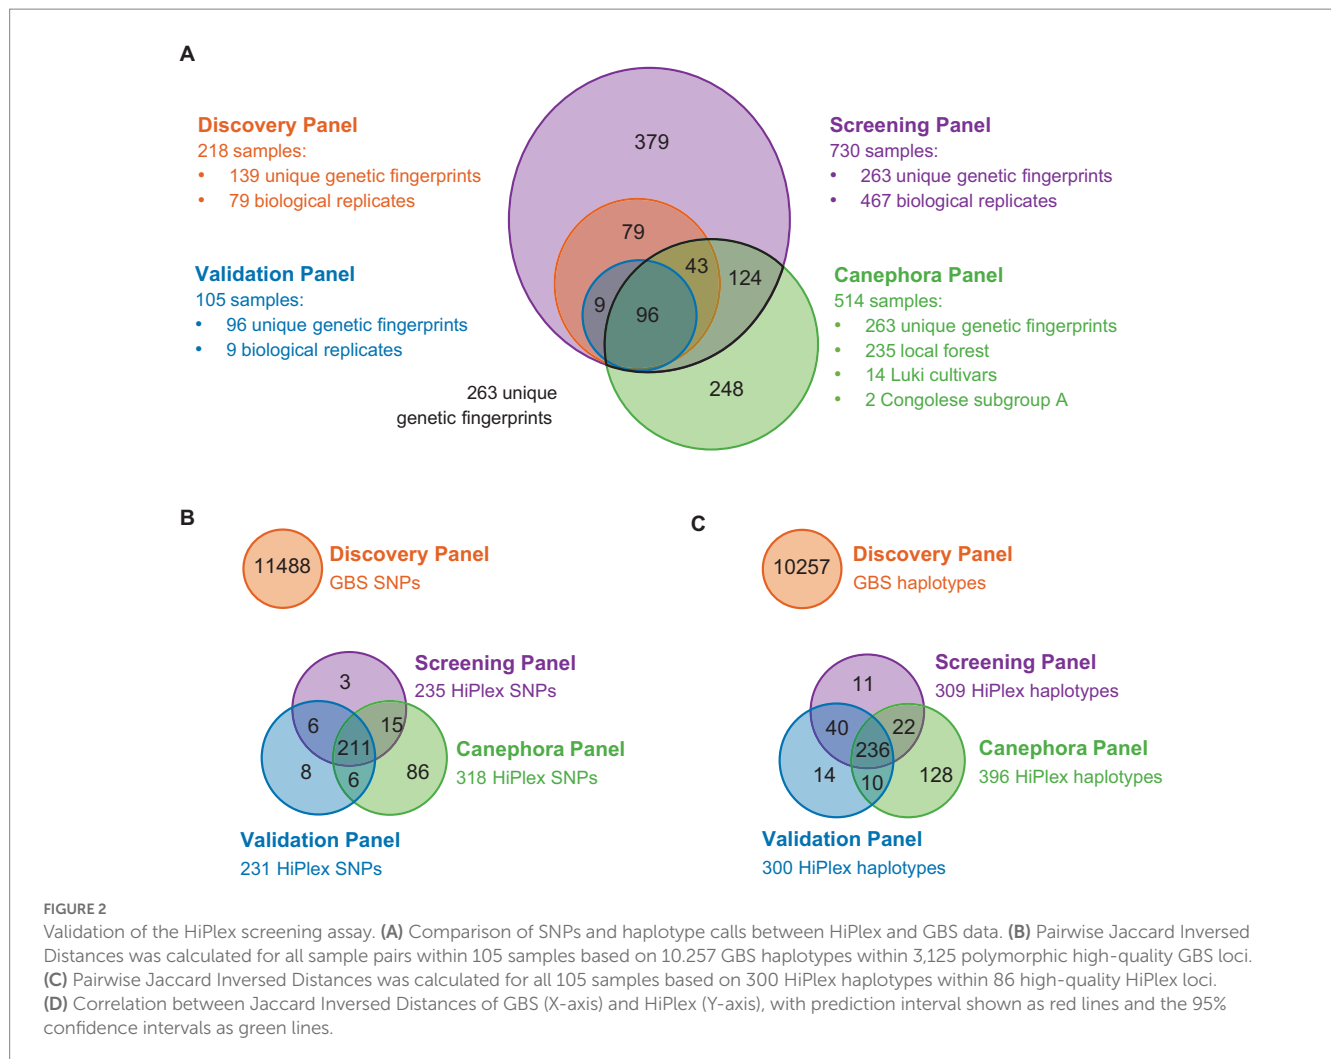 A
Discovery Panel
218 samples:
• 139 unique genetic fingerprints
• 79 biological replicates
Validation Panel
105 samples:
• 96 unique genetic fingerprints
• 9 biological replicates
263 unique
genetic fingerprints
379
79
43
124
9
96
248
Screening Panel
730 samples:
• 263 unique genetic fingerprints
• 467 biological replicates
Canephora Panel
514 samples:
• 263 unique genetic fingerprints
• 235 local forest
• 14 Luki cultivars
• 2 Congolese subgroup A
B
11488
Discovery Panel
GBS SNPs
3
6
15
211
8
6
86
Screening Panel
235 HiPlex SNPs
Canephora Panel
318 HiPlex SNPs
Validation Panel
231 HiPlex SNPs
C
10257
Discovery Panel
GBS haplotypes
11
40
22
236
14
10
128
Screening Panel
309 HiPlex haplotypes
Canephora Panel
396 HiPlex haplotypes
Validation Panel
300 HiPlex haplotypes
FIGURE 2
Validation of the HiPlex screening assay. (A) Comparison of SNPs and haplotype calls between HiPlex and GBS data. (B) Pairwise Jaccard Inversed
Distances was calculated for all sample pairs within 105 samples based on 10.257 GBS haplotypes within 3,125 polymorphic high-quality GBS loci.
(C) Pairwise Jaccard Inversed Distances was calculated for all 105 samples based on 300 HiPlex haplotypes within 86 high-quality HiPlex loci.
(D) Correlation between Jaccard Inversed Distances of GBS (X-axis) and HiPlex (Y-axis), with prediction interval shown as red lines and the 95%
confidence intervals as green lines.